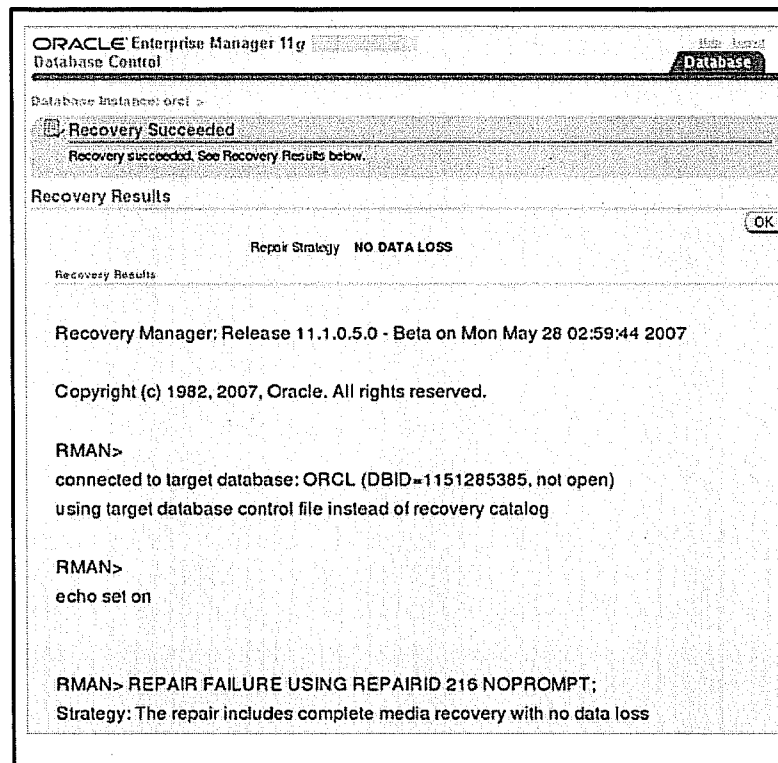 ORACLE Enterprise Manager 11g
Help Logout
Database Control
Database
Database Instance: orcl >
Recovery Succeeded
Recovery succeeded. See Recovery Results below.
Recovery Results
OK
Repair Strategy NO DATA LOSS
Recovery Results
Recovery Manager: Release 11.1.0.5.0 - Beta on Mon May 28 02:59:44 2007
Copyright (c) 1982, 2007, Oracle. All rights reserved.
RMAN>
connected to target database: ORCL (DBID=1151285385, not open)
using target database control file instead of recovery catalog
RMAN>
echo set on
RMAN> REPAIR FAILURE USING REPAIRID 216 NOPROMPT;
Strategy: The repair includes complete media recovery with no data loss